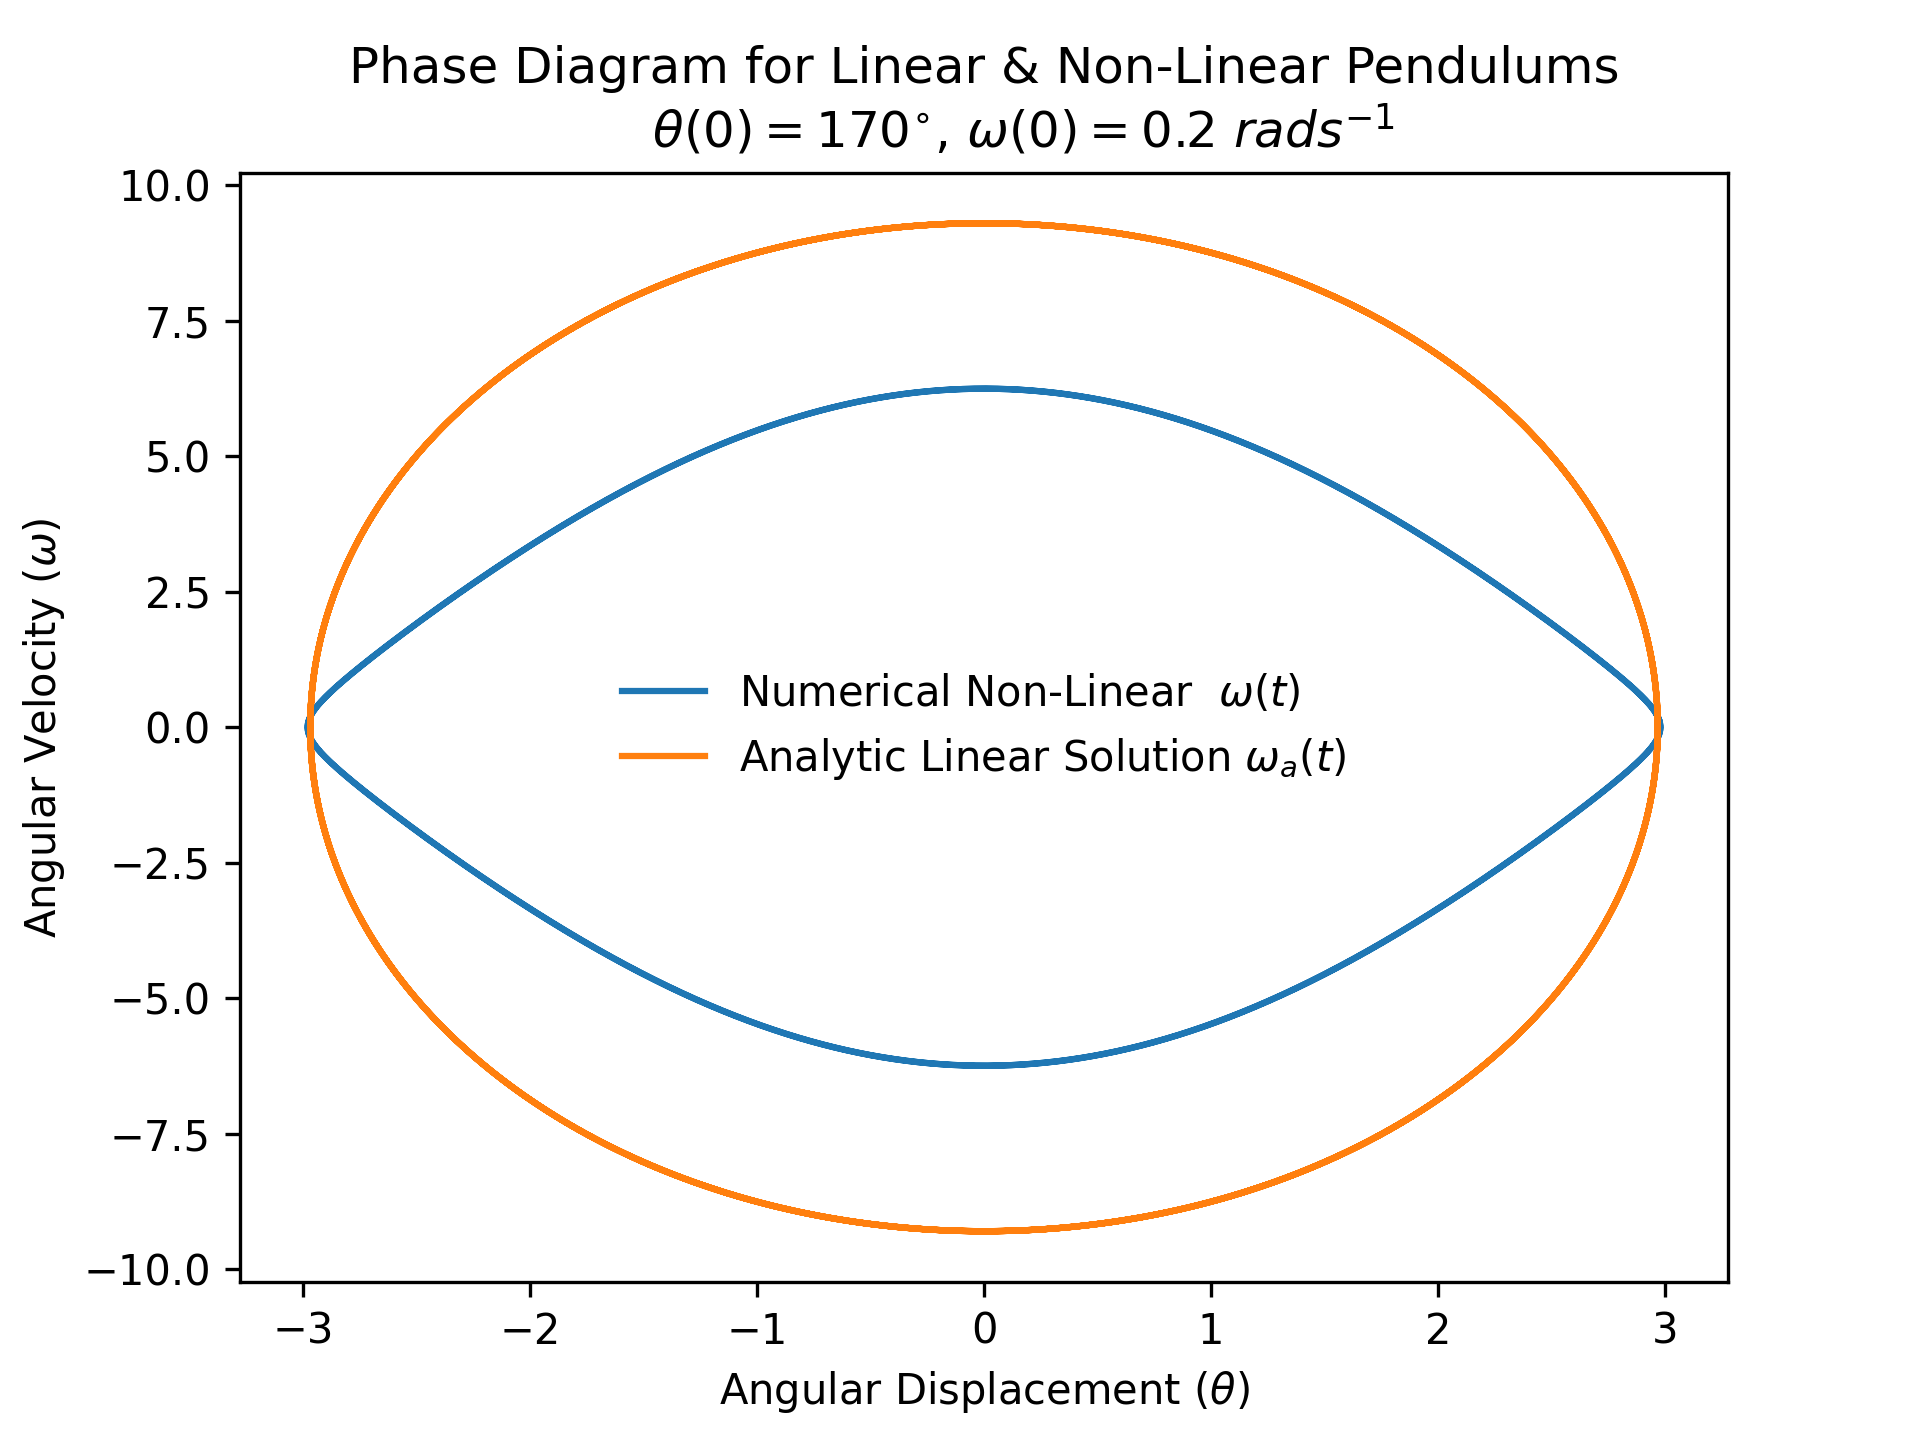 Phase Diagram for Linear & Non-Linear Pendulums
θ(0) = 170°, ω(0) = 0.2 rads⁻¹
10.0
7.5
5.0
2.5
0.0
−2.5
−5.0
−7.5
−10.0
Angular Velocity (ω)
Numerical Non-Linear ω(t)
Analytic Linear Solution ωₐ(t)
−3 −2 −1 0 1 2 3
Angular Displacement (θ)